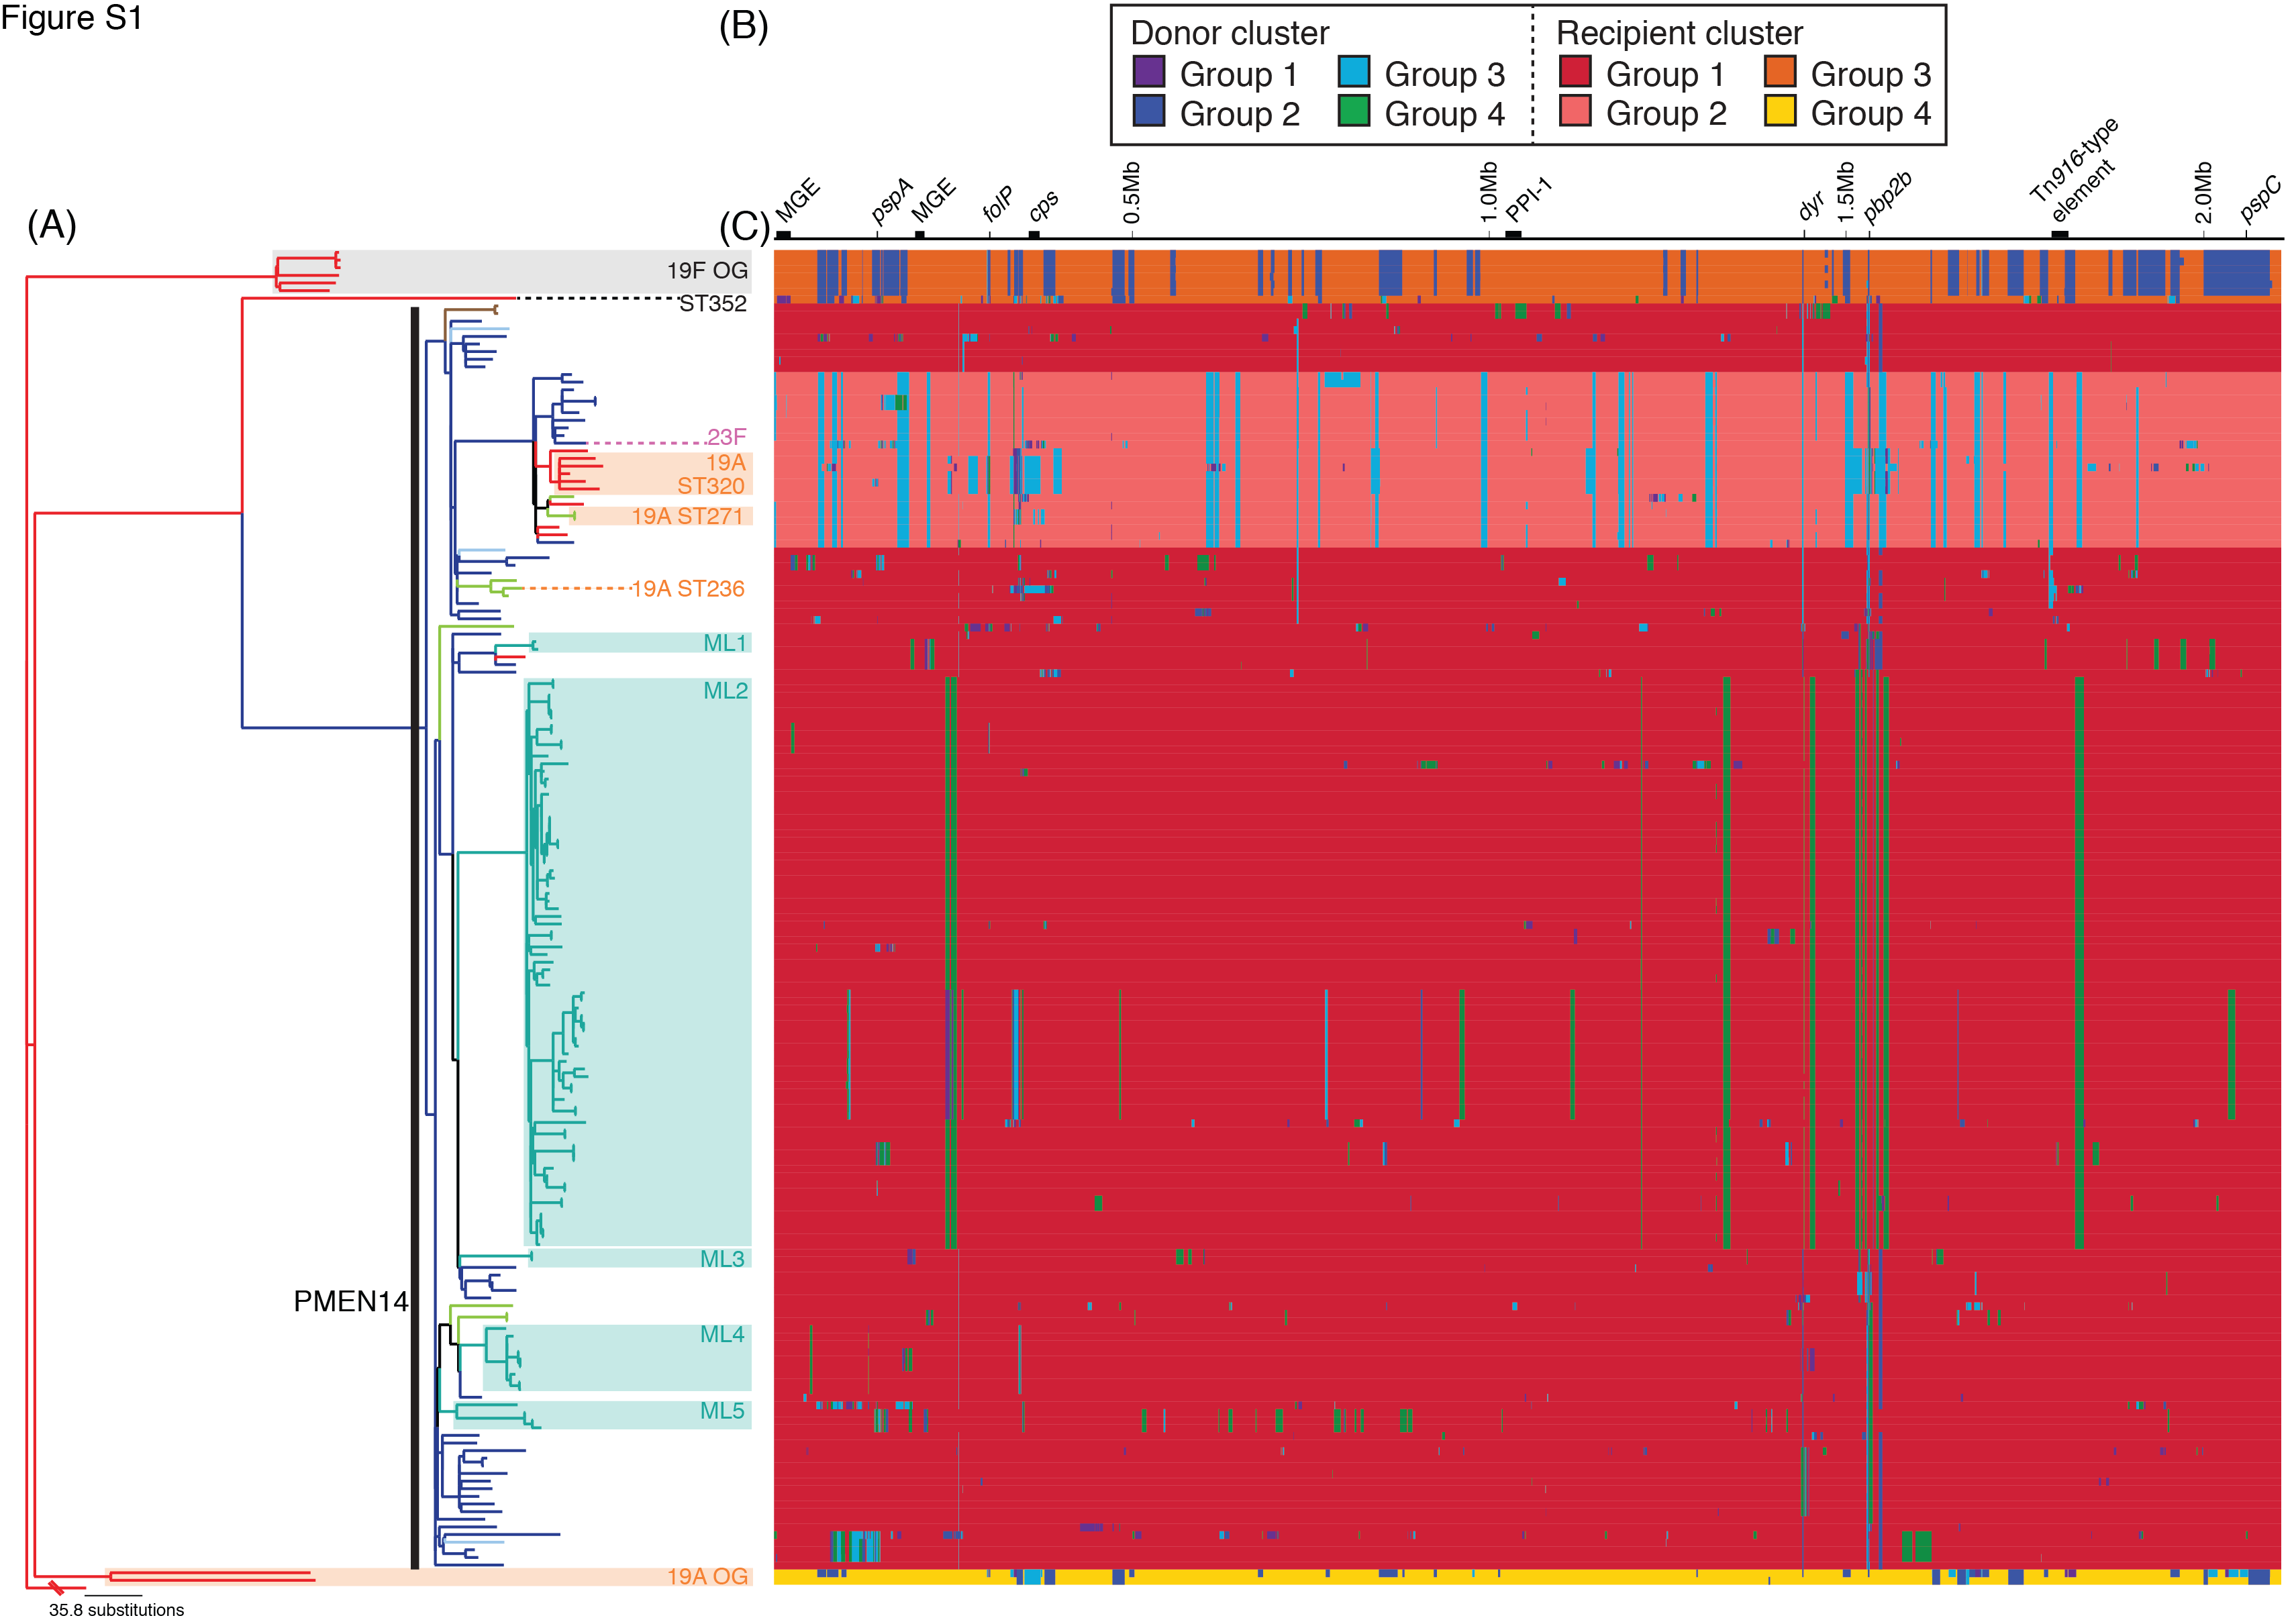 Figure S1
(B)
Donor cluster
Recipient cluster
Group 1
Group 3
Group 1
Group 3
Group 2
Group 4
Group 2
Group 4
(A)
(C)
MGE
pspA
MGE
folP
cps
0.5Mb
1.0Mb
PPI-1
dyr
1.5Mb
pbp2b
Tn916-type
element
2.0Mb
pspC
19F OG
ST352
23F
19A
ST320
19A ST271
19A ST236
ML1
ML2
ML3
PMEN14
ML4
ML5
19A OG
35.8 substitutions